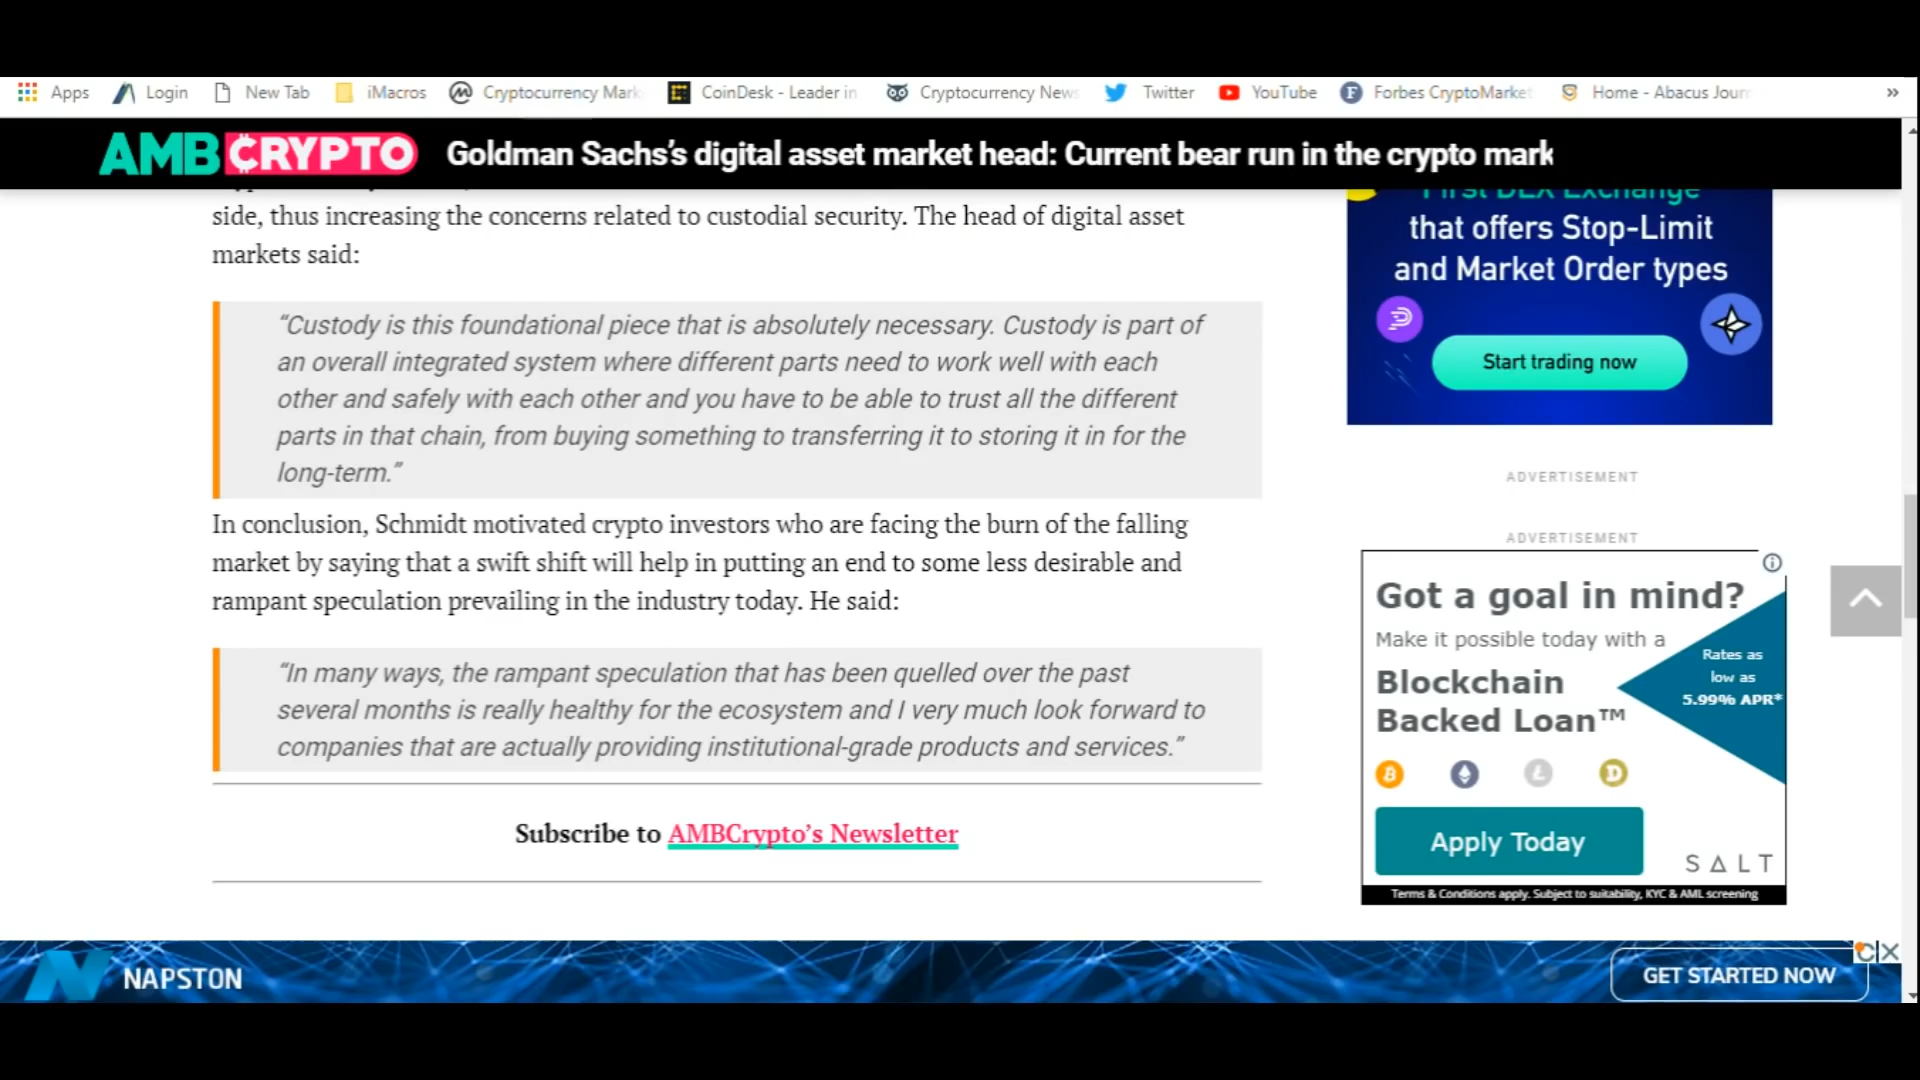 Apps Login New Tab iMacros Cryptocurrency Mark CoinDesk - Leader in Cryptocurrency News Twitter YouTube Forbes CryptoMarket Home - Abacus Jour »
AMBCRYPTO Goldman Sachs's digital asset market head: Current bear run in the crypto mark
side, thus increasing the concerns related to custodial security. The head of digital asset
markets said:
“Custody is this foundational piece that is absolutely necessary. Custody is part of
an overall integrated system where different parts need to work well with each
other and safely with each other and you have to be able to trust all the different
parts in that chain, from buying something to transferring it to storing it in for the
long-term.”
In conclusion, Schmidt motivated crypto investors who are facing the burn of the falling
market by saying that a swift shift will help in putting an end to some less desirable and
rampant speculation prevailing in the industry today. He said:
“In many ways, the rampant speculation that has been quelled over the past
several months is really healthy for the ecosystem and I very much look forward to
companies that are actually providing institutional-grade products and services.”
Subscribe to AMBCrypto’s Newsletter
First DEX Exchange
that offers Stop-Limit
and Market Order types
Start trading now
ADVERTISEMENT
ADVERTISEMENT
Got a goal in mind?
Make it possible today with a
Blockchain
Backed Loan™
Rates as
low as
5.99% APR*
Apply Today
SALT
Terms & Conditions apply. Subject to suitability, KYC & AML screening
NAPSTON
GET STARTED NOW